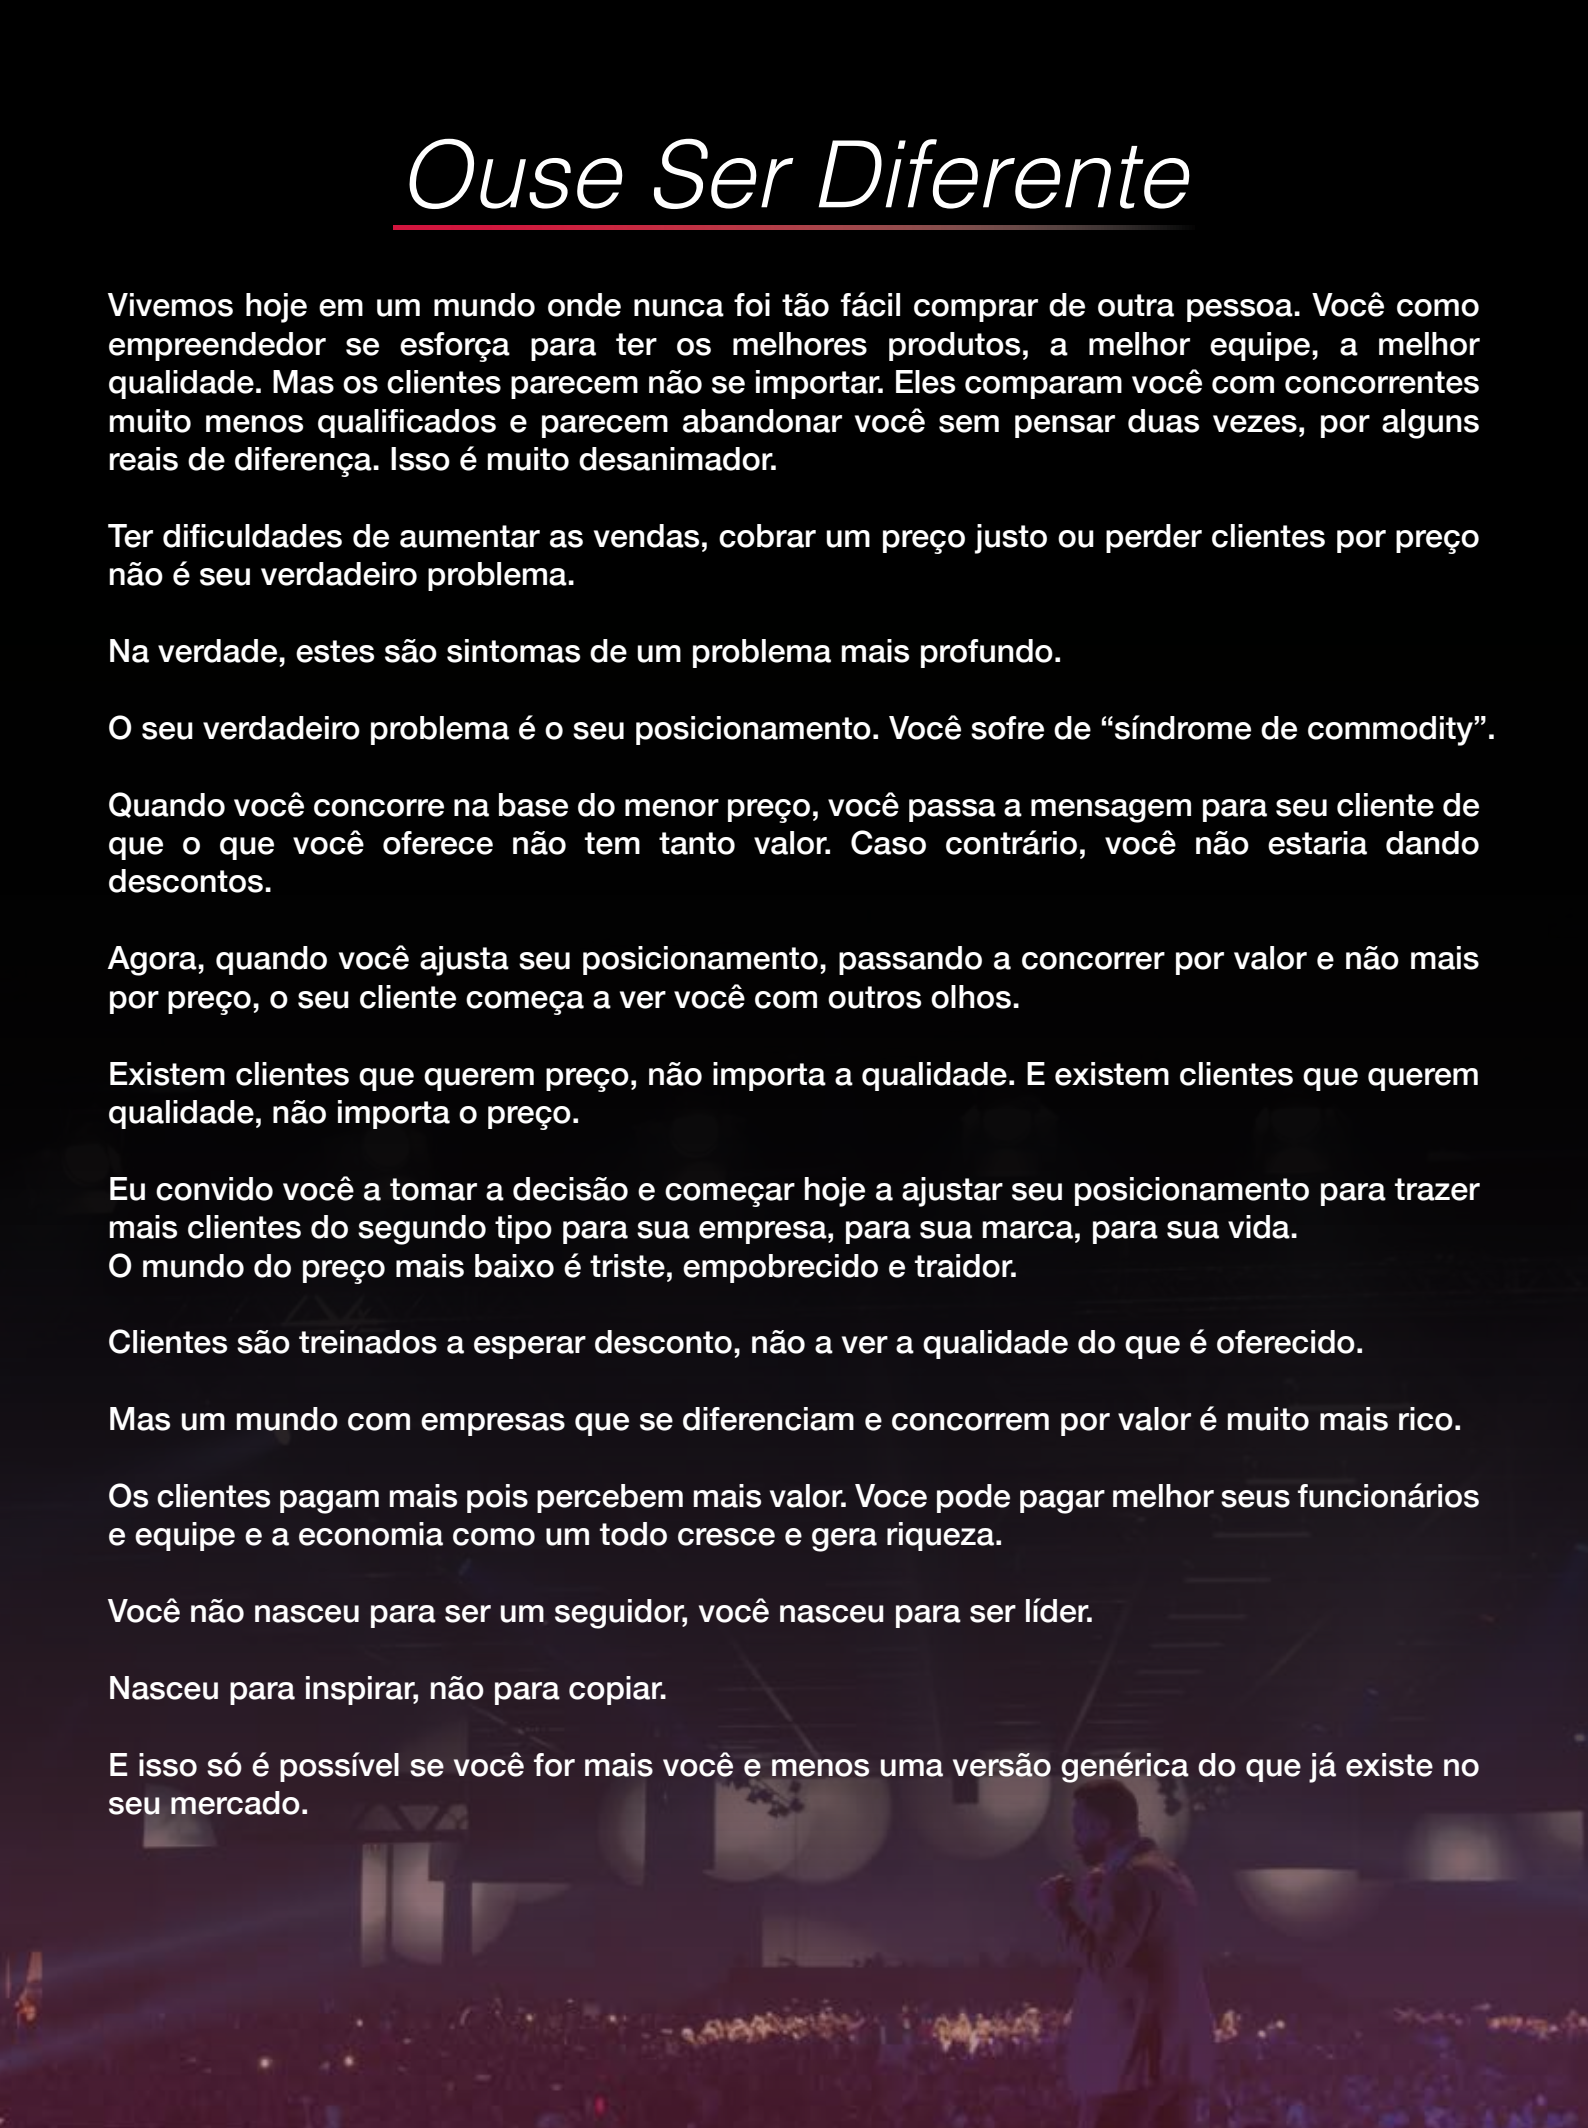 Ouse Ser Diferente
Vivemos hoje em um mundo onde nunca foi tão fácil comprar de outra pessoa. Você como
empreendedor se esforça para ter os melhores produtos, a melhor equipe, a melhor
qualidade. Mas os clientes parecem não se importar. Eles comparam você com concorrentes
muito menos qualificados e parecem abandonar você sem pensar duas vezes, por alguns
reais de diferença. Isso é muito desanimador.
Ter dificuldades de aumentar as vendas, cobrar um preço justo ou perder clientes por preço
não é seu verdadeiro problema.
Na verdade, estes são sintomas de um problema mais profundo.
O seu verdadeiro problema é o seu posicionamento. Você sofre de “síndrome de commodity”.
Quando você concorre na base do menor preço, você passa a mensagem para seu cliente de
que o que você oferece não tem tanto valor. Caso contrário, você não estaria dando
descontos.
Agora, quando você ajusta seu posicionamento, passando a concorrer por valor e não mais
por preço, o seu cliente começa a ver você com outros olhos.
Existem clientes que querem preço, não importa a qualidade. E existem clientes que querem
qualidade, não importa o preço.
Eu convido você a tomar a decisão e começar hoje a ajustar seu posicionamento para trazer
mais clientes do segundo tipo para sua empresa, para sua marca, para sua vida.
O mundo do preço mais baixo é triste, empobrecido e traidor.
Clientes são treinados a esperar desconto, não a ver a qualidade do que é oferecido.
Mas um mundo com empresas que se diferenciam e concorrem por valor é muito mais rico.
Os clientes pagam mais pois percebem mais valor. Voce pode pagar melhor seus funcionários
e equipe e a economia como um todo cresce e gera riqueza.
Você não nasceu para ser um seguidor, você nasceu para ser líder.
Nasceu para inspirar, não para copiar.
E isso só é possível se você for mais você e menos uma versão genérica do que já existe no
seu mercado.